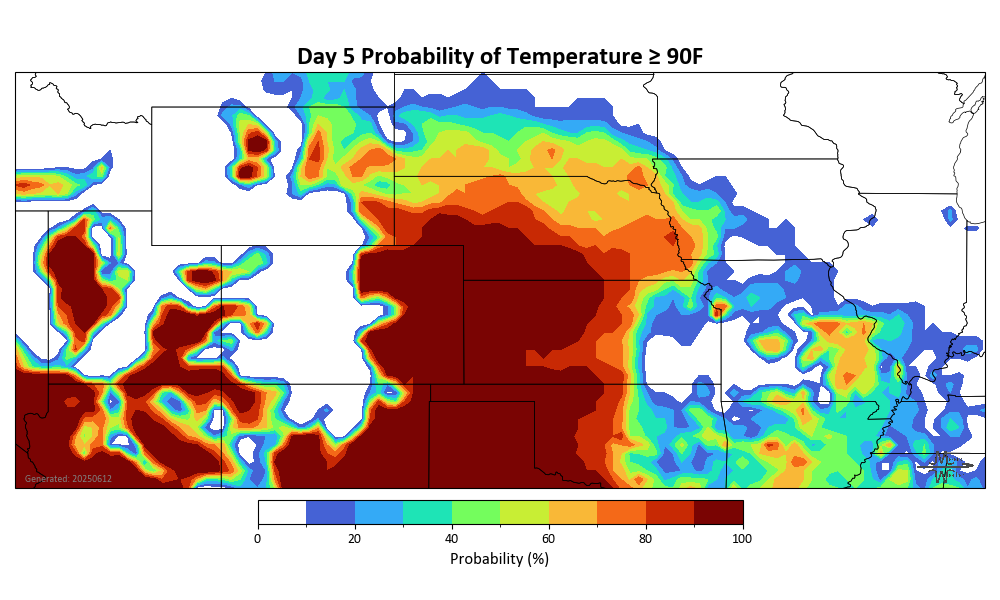 Day 5 Probability of Temperature ≥ 90F
Generated: 20250612
0 20 40 60 80 100
Probability (%)